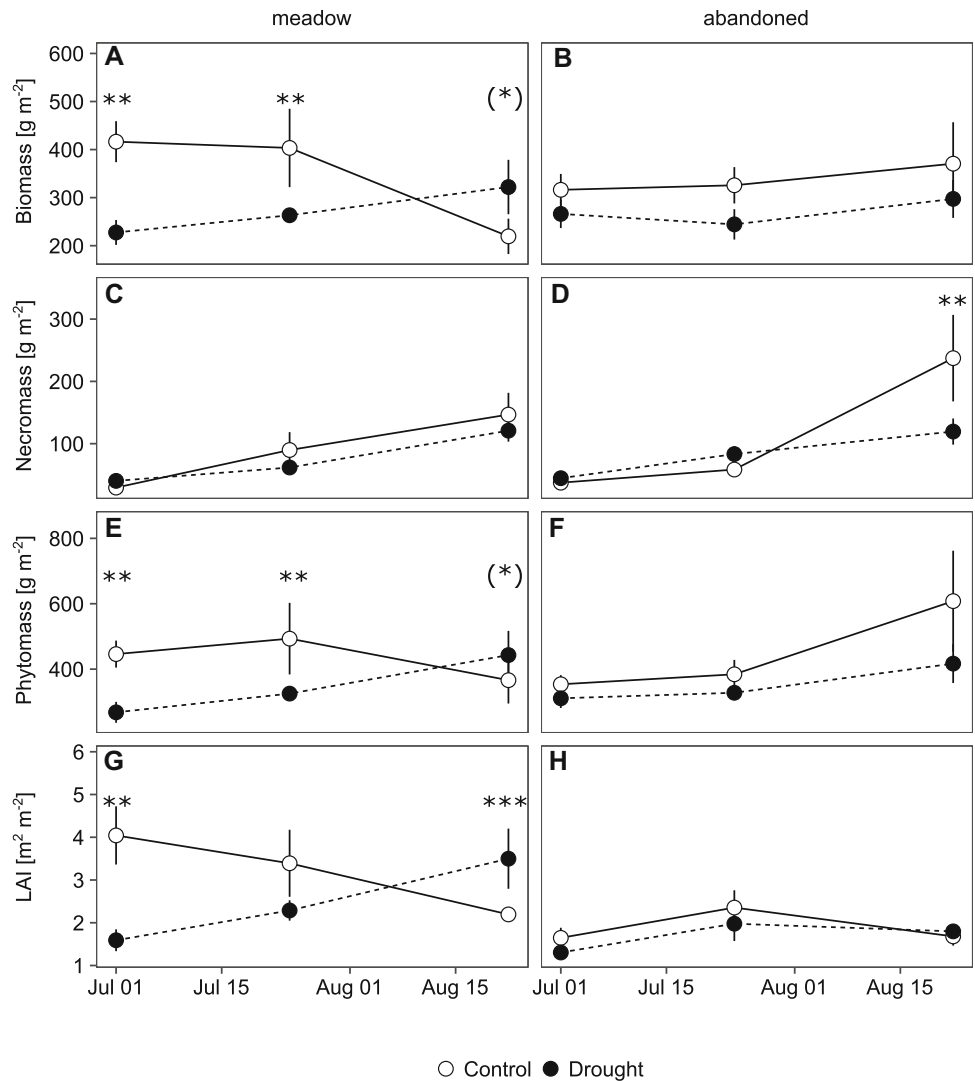 meadow abandoned
A B
600
500
400
300
200
Biomass [g m-2]
** ** (*)
C D
300
200
100
Necromass [g m-2]
**
E F
800
600
400
Phytomass [g m-2]
** ** (*)
G H
6
5
4
3
2
1
LAI [m2 m-2]
** ***
Jul 01 Jul 15 Aug 01 Aug 15 Jul 01 Jul 15 Aug 01 Aug 15
Control Drought